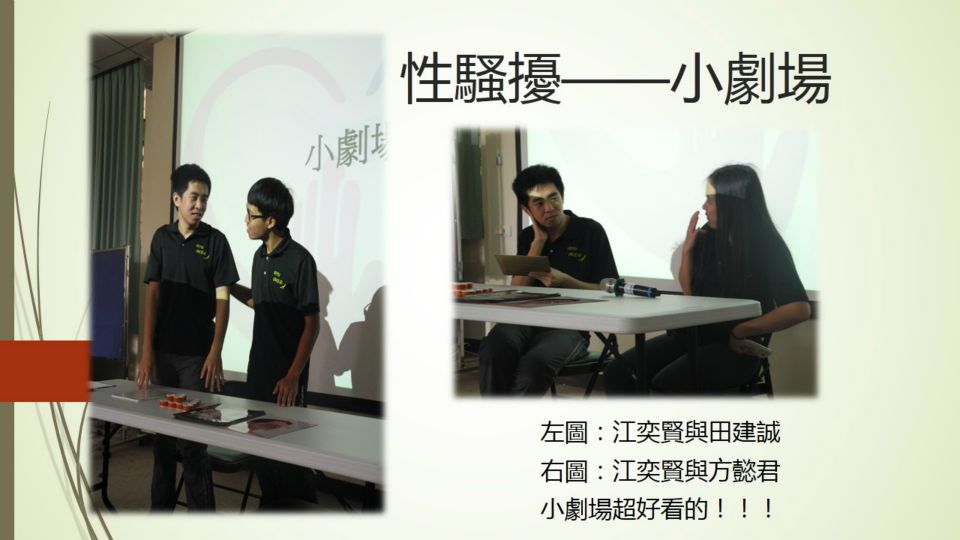 性騷擾——小劇場
小劇場
左圖：江奕賢與田建誠
右圖：江奕賢與方懿君
小劇場超好看的！！！